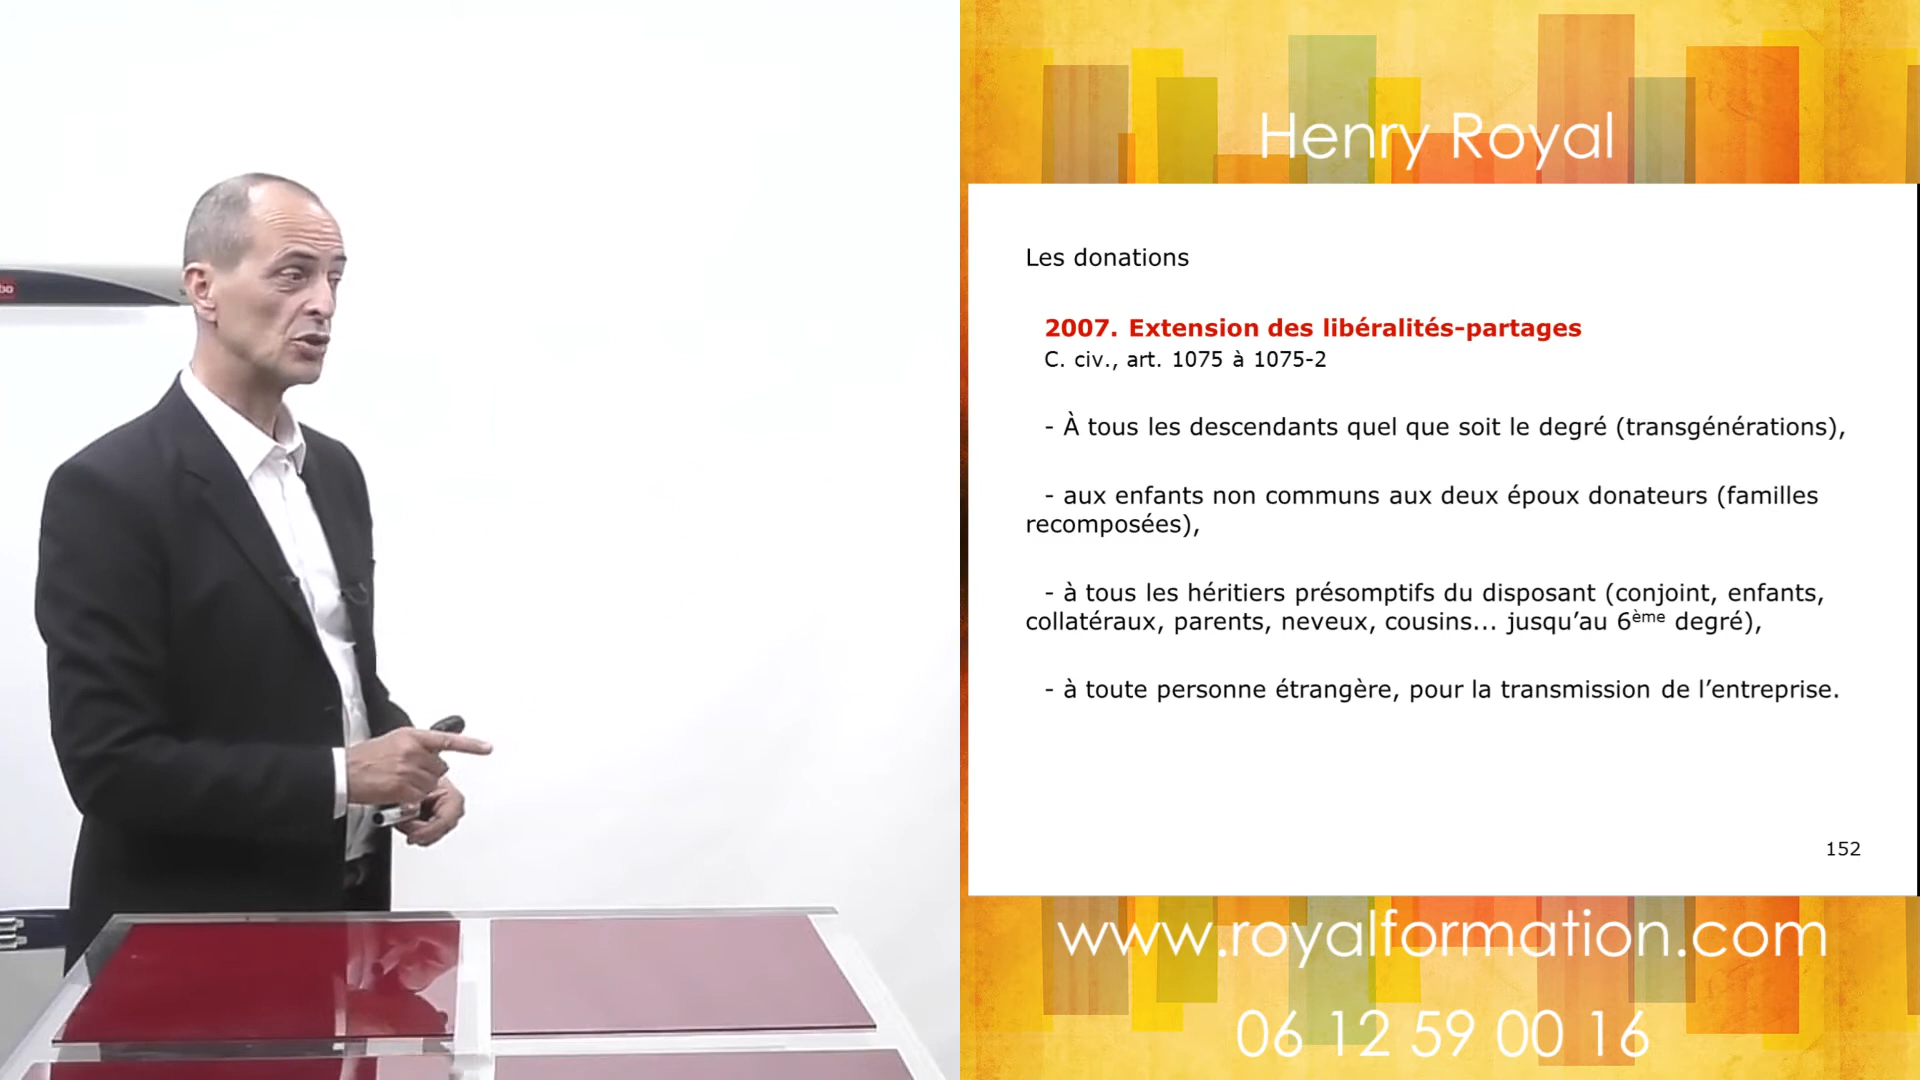 Henry Royal
Les donations
2007. Extension des libéralités-partages
C. civ., art. 1075 à 1075-2
- À tous les descendants quel que soit le degré (transgénérations),
- aux enfants non communs aux deux époux donateurs (familles
recomposées),
- à tous les héritiers présomptifs du disposant (conjoint, enfants,
collatéraux, parents, neveux, cousins... jusqu’au 6ème degré),
- à toute personne étrangère, pour la transmission de l’entreprise.
152
www.royalformation.com
06 12 59 00 16